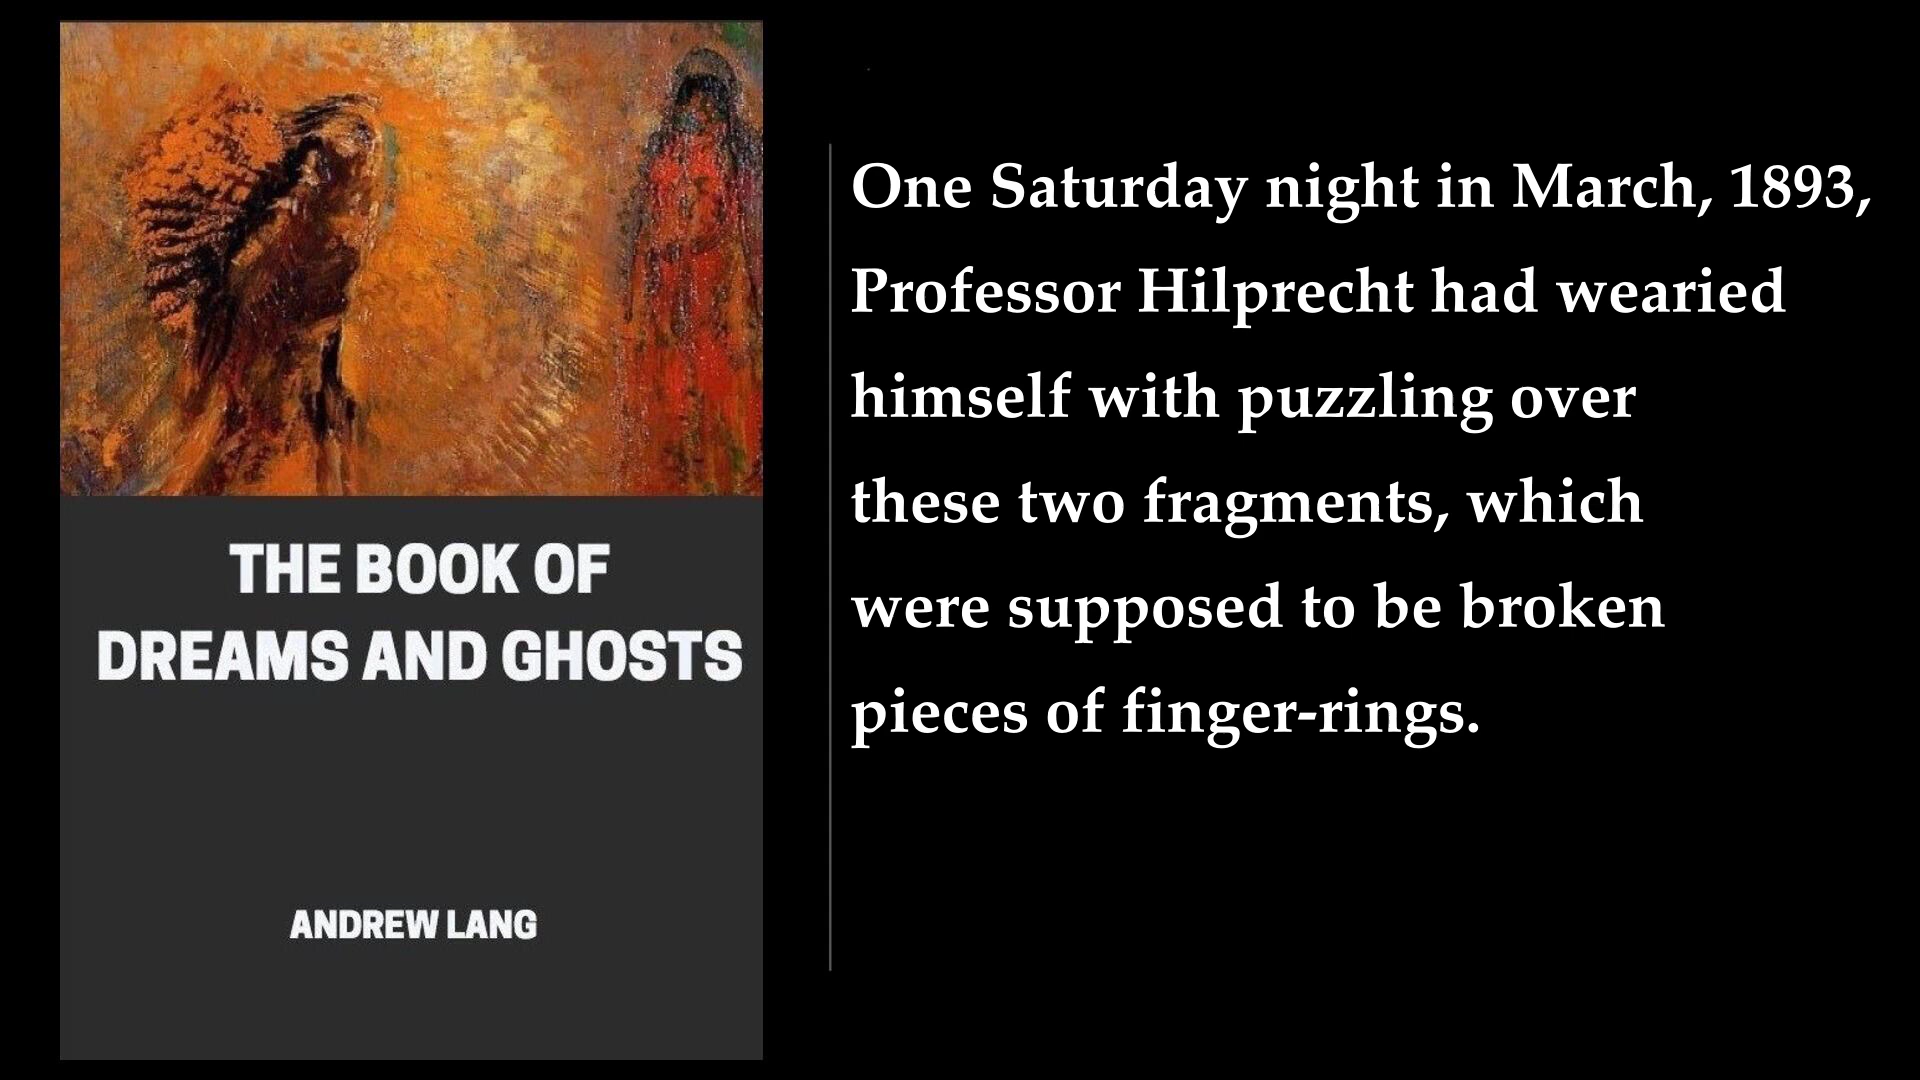 THE BOOK OF
DREAMS AND GHOSTS
ANDREW LANG
One Saturday night in March, 1893,
Professor Hilprecht had wearied
himself with puzzling over
these two fragments, which
were supposed to be broken
pieces of finger-rings.